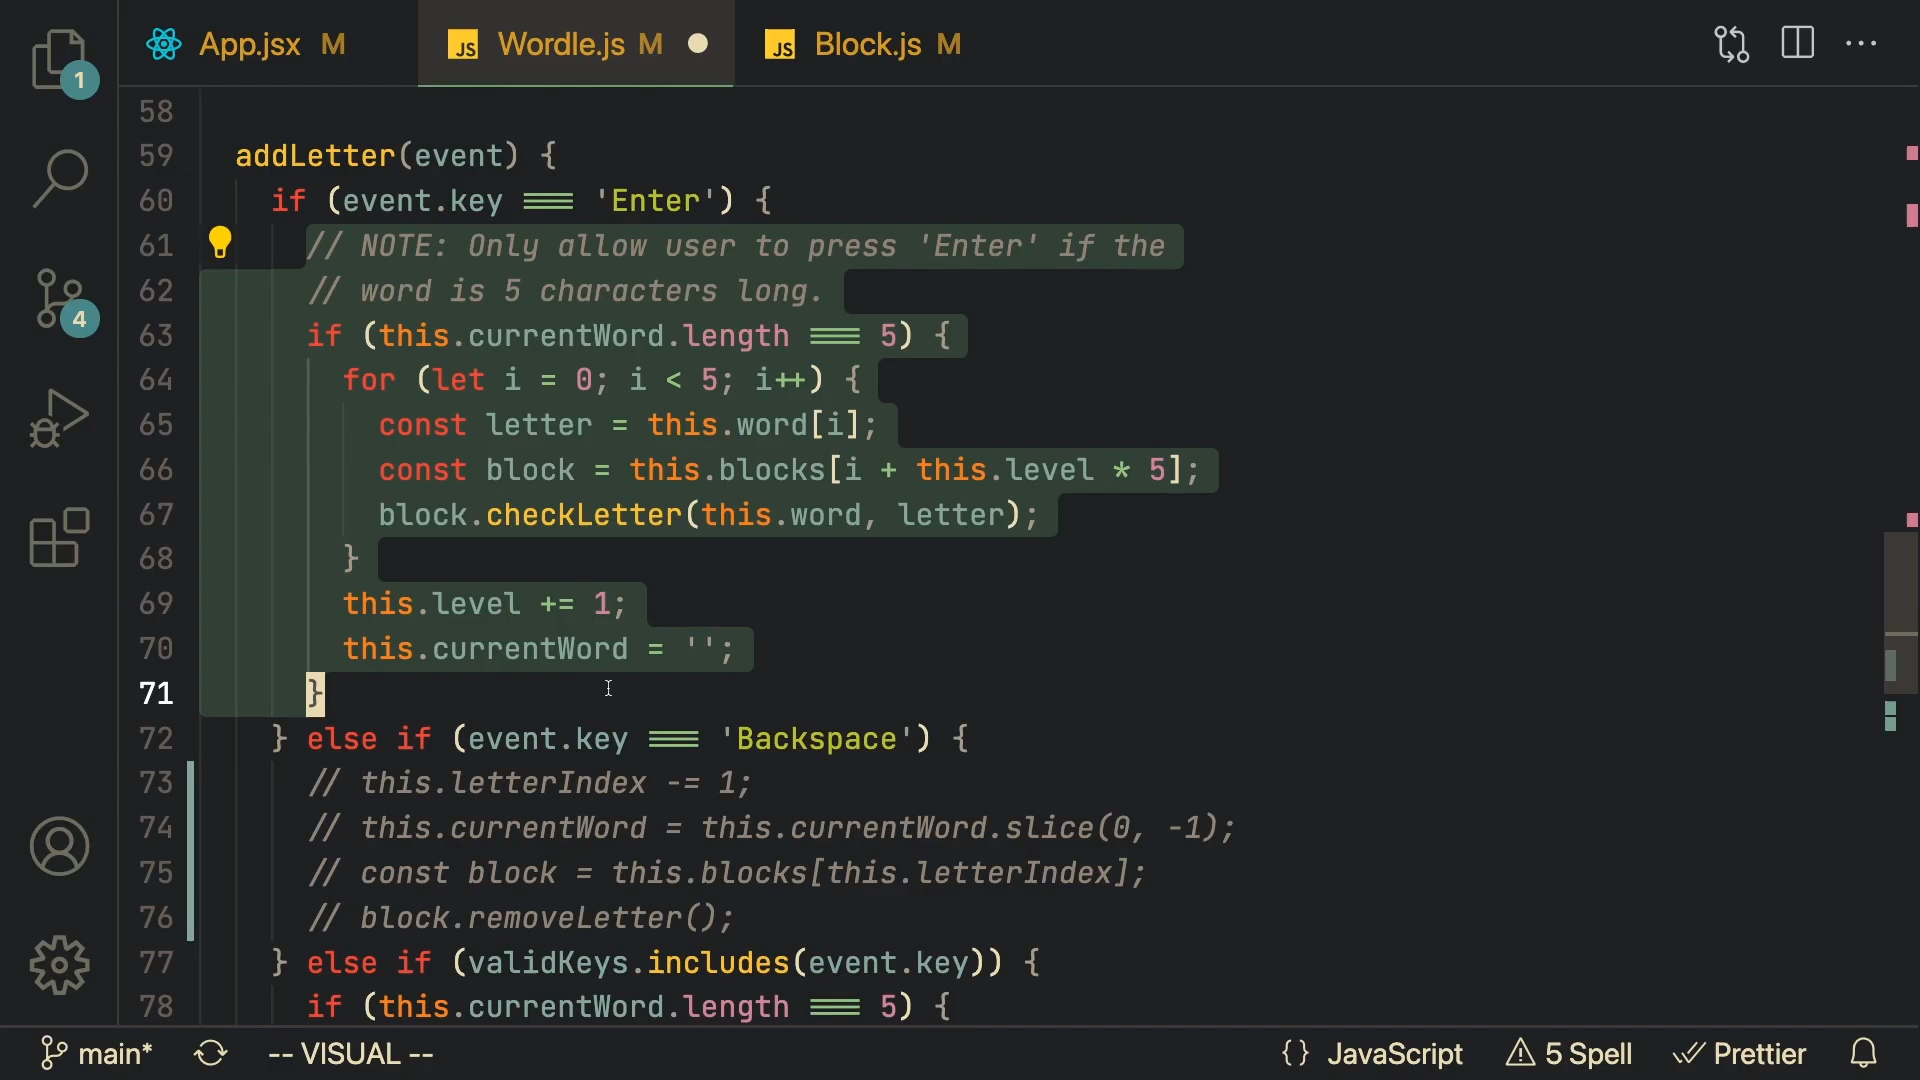 App.jsx M
JS Wordle.js M
JS Block.js M
1
4
58
59 addLetter(event) {
60 if (event.key === 'Enter') {
61 // NOTE: Only allow user to press 'Enter' if the
62 // word is 5 characters long.
63 if (this.currentWord.length === 5) {
64 for (let i = 0; i < 5; i++) {
65 const letter = this.word[i];
66 const block = this.blocks[i + this.level * 5];
67 block.checkLetter(this.word, letter);
68 }
69 this.level += 1;
70 this.currentWord = '';
71 }
72 } else if (event.key === 'Backspace') {
73 // this.letterIndex -= 1;
74 // this.currentWord = this.currentWord.slice(0, -1);
75 // const block = this.blocks[this.letterIndex];
76 // block.removeLetter();
77 } else if (validKeys.includes(event.key)) {
78 if (this.currentWord.length === 5) {
main* -- VISUAL -- {} JavaScript 5 Spell Prettier